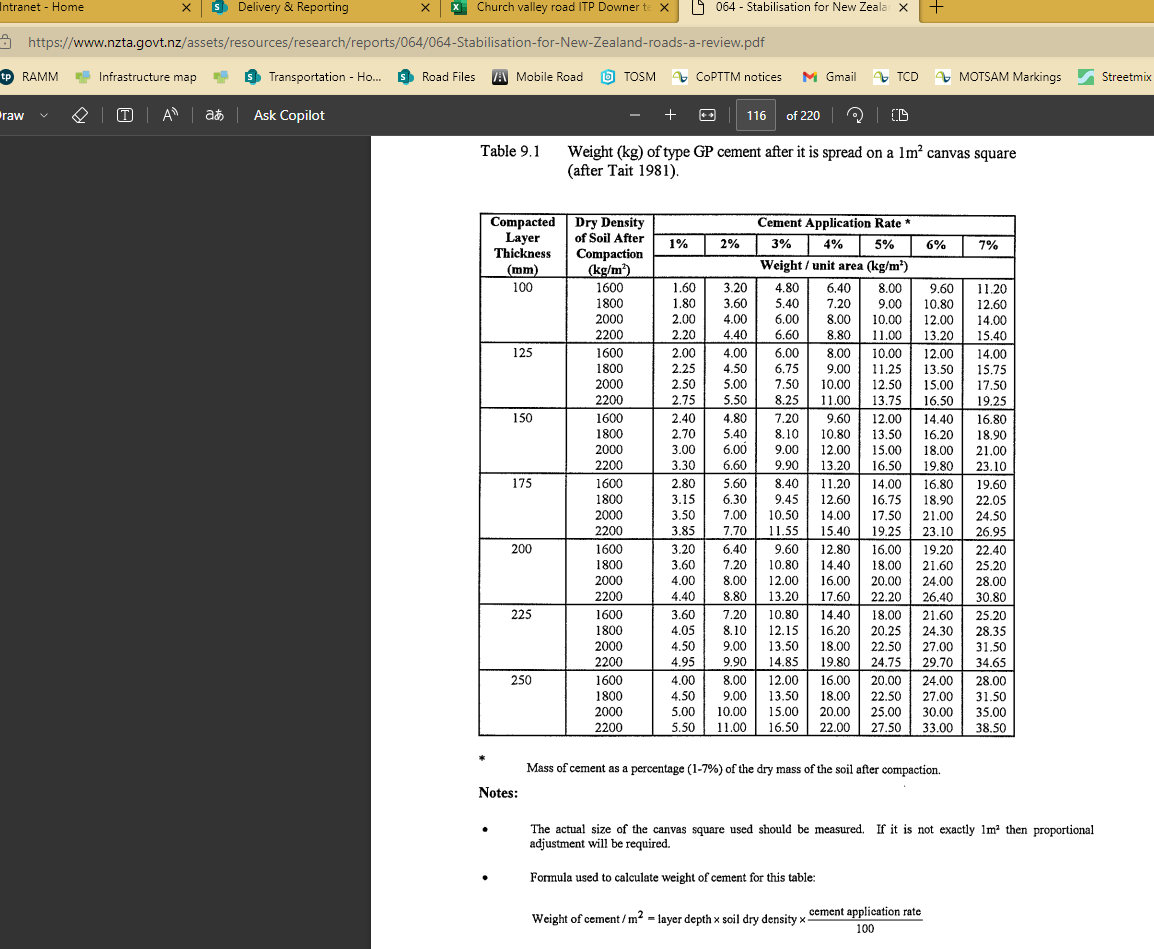 Intranet - Home
Delivery & Reporting
Church valley road ITP Downer te
064 - Stabilisation for New Zeala
https://www.nzta.govt.nz/assets/resources/research/reports/064/064-Stabilisation-for-New-Zealand-roads-a-review.pdf
tp RAMM Infrastructure map Transportation - Ho... Road Files Mobile Road TOSM CoPTTM notices Gmail TCD MOTSAM Markings Streetmix
Draw Ask Copilot 116 of 220
Table 9.1 Weight (kg) of type GP cement after it is spread on a 1m² canvas square
(after Tait 1981).
Compacted Layer Thickness (mm) Dry Density of Soil After Compaction (kg/m³) Cement Application Rate *
1% 2% 3% 4% 5% 6% 7%
Weight / unit area (kg/m²)
100 1600 1.60 3.20 4.80 6.40 8.00 9.60 11.20
1800 1.80 3.60 5.40 7.20 9.00 10.80 12.60
2000 2.00 4.00 6.00 8.00 10.00 12.00 14.00
2200 2.20 4.40 6.60 8.80 11.00 13.20 15.40
125 1600 2.00 4.00 6.00 8.00 10.00 12.00 14.00
1800 2.25 4.50 6.75 9.00 11.25 13.50 15.75
2000 2.50 5.00 7.50 10.00 12.50 15.00 17.50
2200 2.75 5.50 8.25 11.00 13.75 16.50 19.25
150 1600 2.40 4.80 7.20 9.60 12.00 14.40 16.80
1800 2.70 5.40 8.10 10.80 13.50 16.20 18.90
2000 3.00 6.00 9.00 12.00 15.00 18.00 21.00
2200 3.30 6.60 9.90 13.20 16.50 19.80 23.10
175 1600 2.80 5.60 8.40 11.20 14.00 16.80 19.60
1800 3.15 6.30 9.45 12.60 16.75 18.90 22.05
2000 3.50 7.00 10.50 14.00 17.50 21.00 24.50
2200 3.85 7.70 11.55 15.40 19.25 23.10 26.95
200 1600 3.20 6.40 9.60 12.80 16.00 19.20 22.40
1800 3.60 7.20 10.80 14.40 18.00 21.60 25.20
2000 4.00 8.00 12.00 16.00 20.00 24.00 28.00
2200 4.40 8.80 13.20 17.60 22.20 26.40 30.80
225 1600 3.60 7.20 10.80 14.40 18.00 21.60 25.20
1800 4.05 8.10 12.15 16.20 20.25 24.30 28.35
2000 4.50 9.00 13.50 18.00 22.50 27.00 31.50
2200 4.95 9.90 14.85 19.80 24.75 29.70 34.65
250 1600 4.00 8.00 12.00 16.00 20.00 24.00 28.00
1800 4.50 9.00 13.50 18.00 22.50 27.00 31.50
2000 5.00 10.00 15.00 20.00 25.00 30.00 35.00
2200 5.50 11.00 16.50 22.00 27.50 33.00 38.50
* Mass of cement as a percentage (1-7%) of the dry mass of the soil after compaction.
Notes:
• The actual size of the canvas square used should be measured. If it is not exactly 1m² then proportional
adjustment will be required.
• Formula used to calculate weight of cement for this table:
Weight of cement / m² = layer depth × soil dry density × cement application rate
100